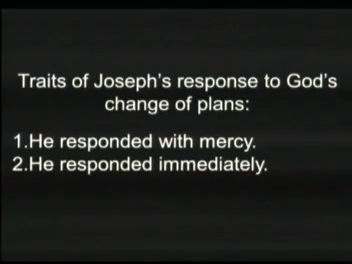 Traits of Joseph's response to God's
change of plans:
1.He responded with mercy.
2.He responded immediately.